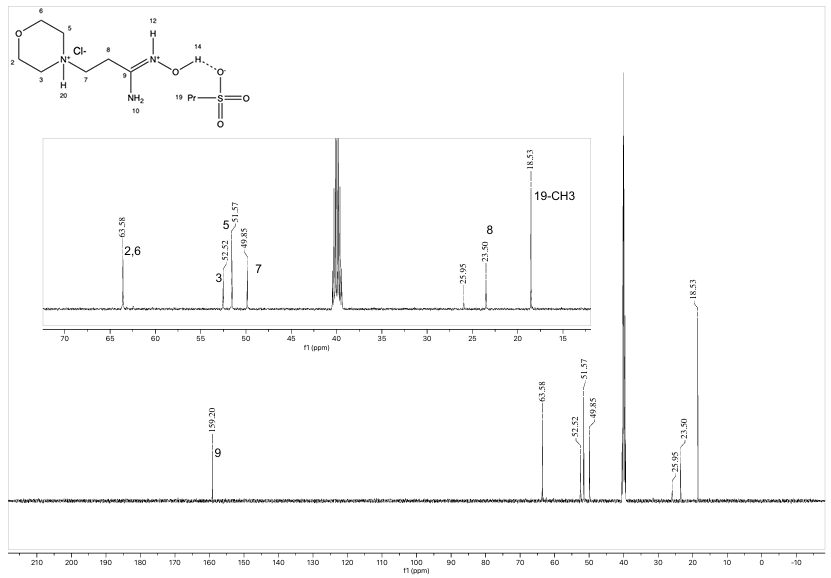 6
12
O
5
H
Cl-
8
14
N+
H
N+
2
3
7
9
O
O-
H
20
NH2
10
19
Pr
S
O
O
63.58
2,6
3
52.52
5
51.57
49.85
7
25.95
8
23.50
18.53
19-CH3
70 65 60 55 50 45 40 35 30 25 20 15
f1 (ppm)
159.20
9
63.58
52.52
51.57
49.85
25.95
23.50
18.53
210 200 190 180 170 160 150 140 130 120 110 100 90 80 70 60 50 40 30 20 10 0 -10
f1 (ppm)